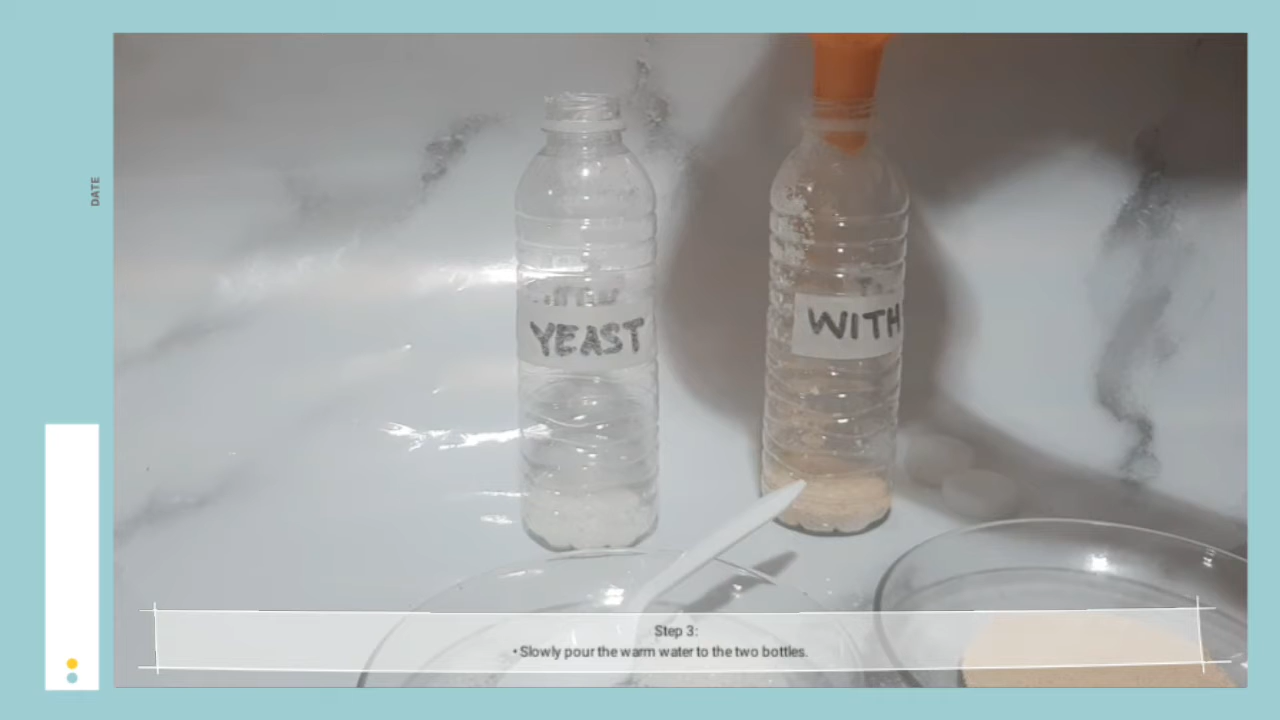 DATE
YEAST
WITH
Step 3:
• Slowly pour the warm water to the two bottles.